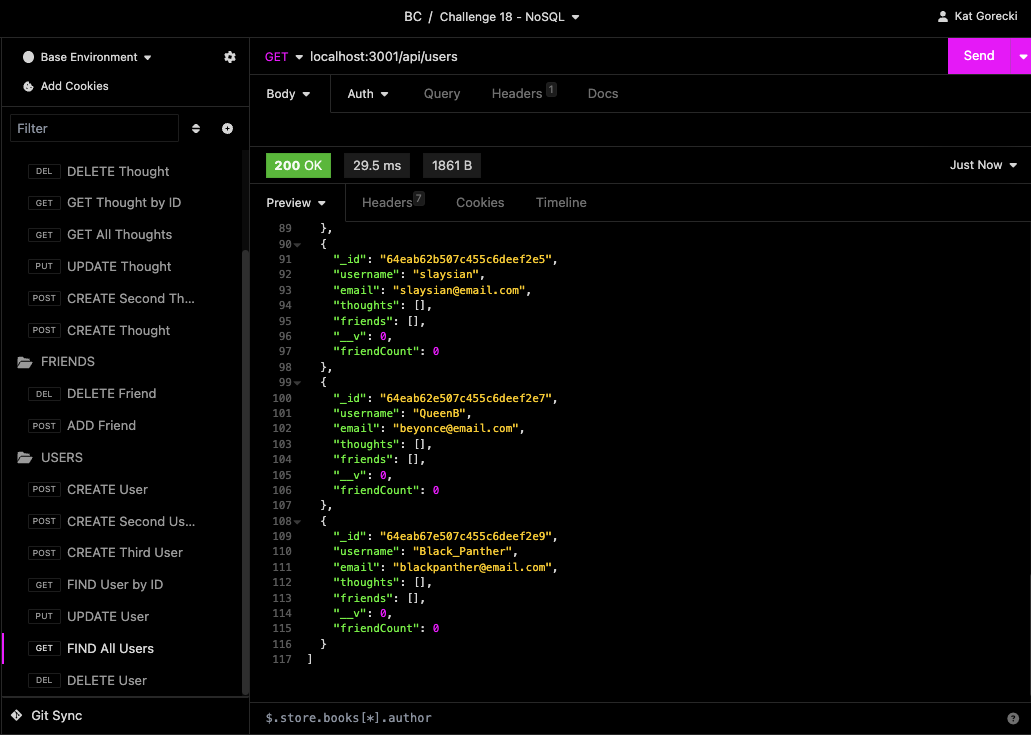 BC / Challenge 18 - NoSQL
Kat Gorecki
Base Environment
Add Cookies
Filter
DEL DELETE Thought
GET GET Thought by ID
GET GET All Thoughts
PUT UPDATE Thought
POST CREATE Second Th...
POST CREATE Thought
FRIENDS
DEL DELETE Friend
POST ADD Friend
USERS
POST CREATE User
POST CREATE Second Us...
POST CREATE Third User
GET FIND User by ID
PUT UPDATE User
GET FIND All Users
DEL DELETE User
Git Sync
GET localhost:3001/api/users Send
Body Auth Query Headers 1 Docs
200 OK 29.5 ms 1861 B Just Now
Preview Headers 7 Cookies Timeline
89 },
90 {
91 "_id": "64eab62b507c455c6deef2e5",
92 "username": "slaysian",
93 "email": "slaysian@email.com",
94 "thoughts": [],
95 "friends": [],
96 "__v": 0,
97 "friendCount": 0
98 },
99 {
100 "_id": "64eab62e507c455c6deef2e7",
101 "username": "QueenB",
102 "email": "beyonce@email.com",
103 "thoughts": [],
104 "friends": [],
105 "__v": 0,
106 "friendCount": 0
107 },
108 {
109 "_id": "64eab67e507c455c6deef2e9",
110 "username": "Black_Panther",
111 "email": "blackpanther@email.com",
112 "thoughts": [],
113 "friends": [],
114 "__v": 0,
115 "friendCount": 0
116 }
117 ]
$.store.books[*].author